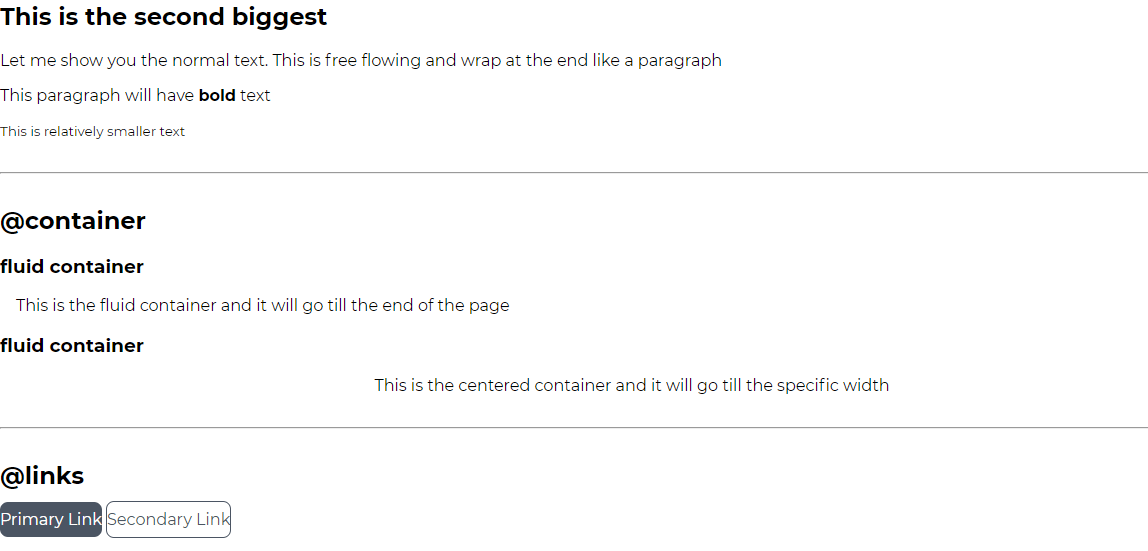 This is the second biggest
Let me show you the normal text. This is free flowing and wrap at the end like a paragraph
This paragraph will have bold text
This is relatively smaller text
@container
fluid container
This is the fluid container and it will go till the end of the page
fluid container
This is the centered container and it will go till the specific width
@links
Primary Link Secondary Link